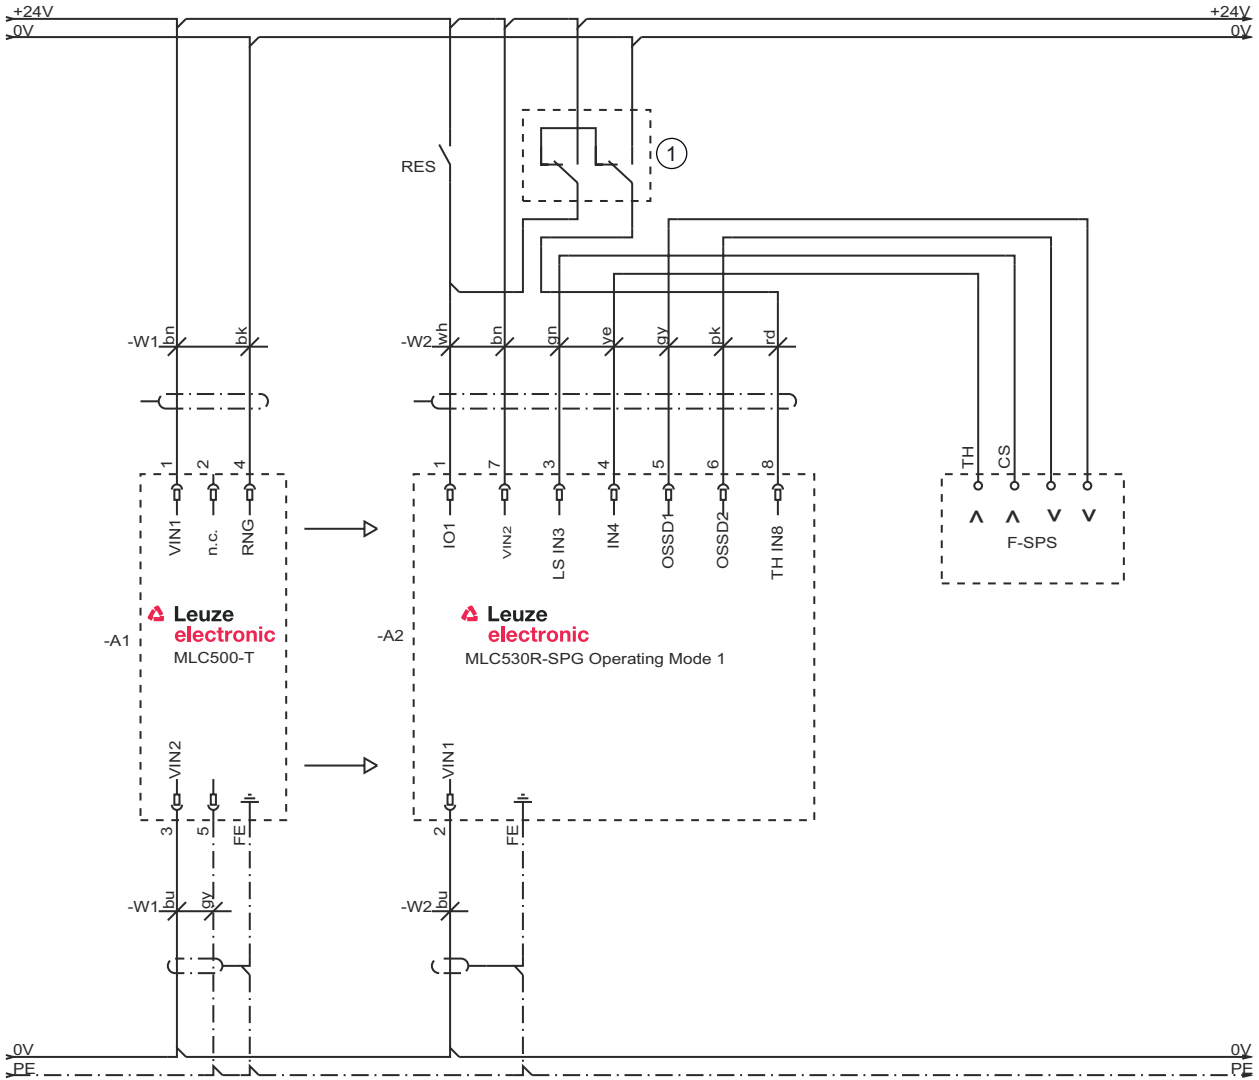 +24V +24V
0V 0V
RES 1
-W1 bn bk -W2 wh bn gn ye gy pk rd
1 2 4 1 7 3 4 5 6 8 TH CS
VIN1 n.c. RNG IO1 VIN2 LS IN3 IN4 OSSD1 OSSD2 TH IN8
F-SPS
Leuze Leuze
electronic electronic
-A1 -A2
MLC500-T MLC530R-SPG Operating Mode 1
VIN2 VIN1
3 5 FE 2 FE
-W1 bu gy -W2 bu
0V 0V
PE PE